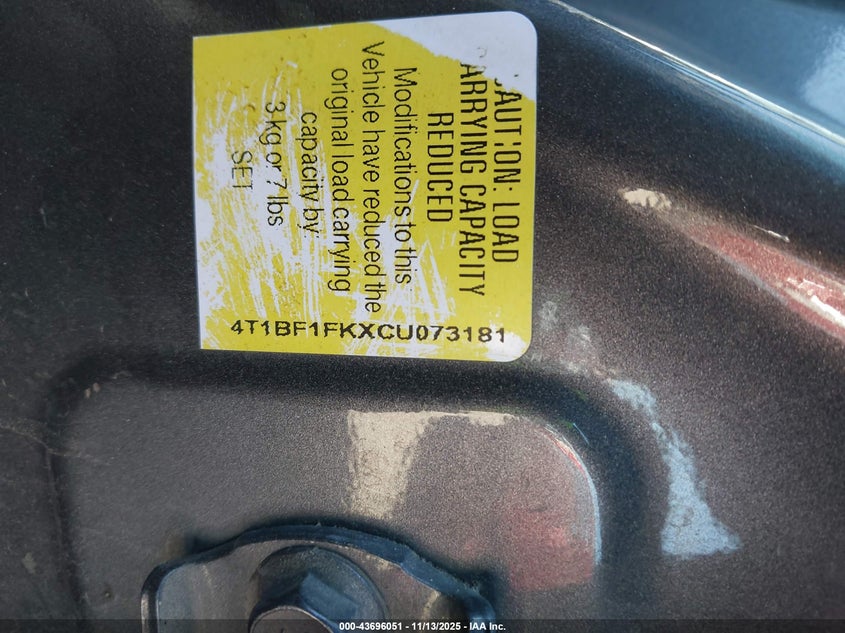 CAUTION: LOAD
CARRYING CAPACITY
REDUCED
Modifications to this
Vehicle have reduced the
original load carrying
capacity by
3 kg or 7 lbs
SET
4T1BF1FKXCU073181
000-43696051 - 11/13/2025 - IAA Inc.